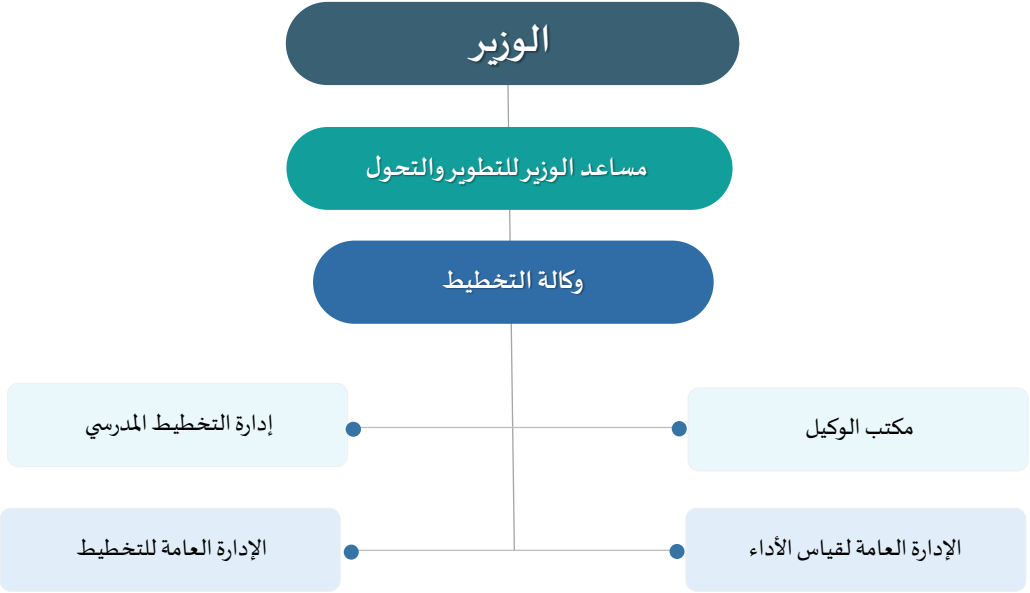 الوزير
مساعد الوزير للتطوير والتحول
وكالة التخطيط
مكتب الوكيل
إدارة التخطيط المدرسي
الإدارة العامة لقياس الأداء
الإدارة العامة للتخطيط